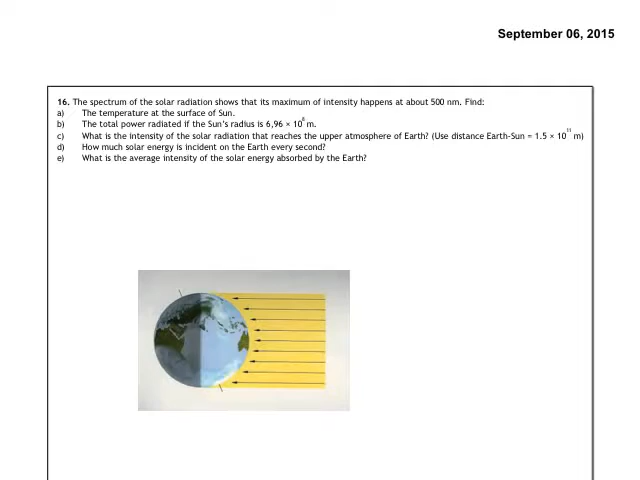 September 06, 2015
16. The spectrum of the solar radiation shows that its maximum of intensity happens at about 500 nm. Find:
a) The temperature at the surface of Sun.
b) The total power radiated if the Sun's radius is 6,96 × 10⁸ m.
c) What is the intensity of the solar radiation that reaches the upper atmosphere of Earth? (Use distance Earth-Sun = 1.5 × 10¹¹ m)
d) How much solar energy is incident on the Earth every second?
e) What is the average intensity of the solar energy absorbed by the Earth?